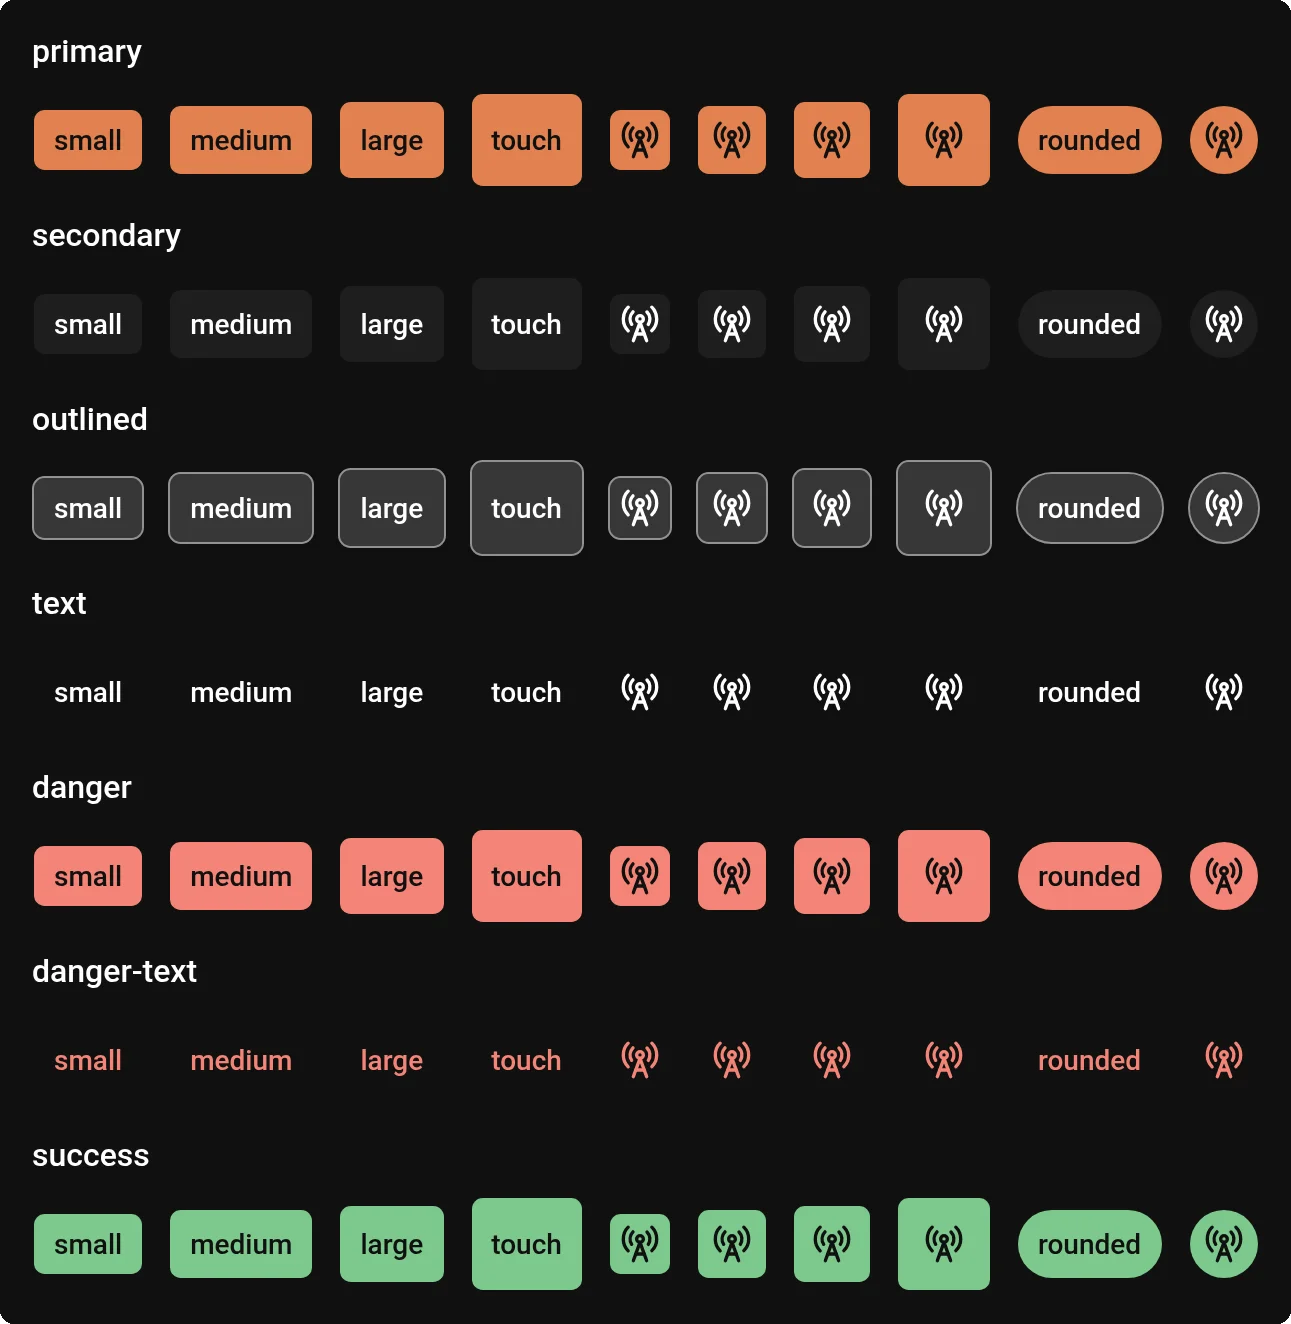 primary
small medium large touch rounded
secondary
small medium large touch rounded
outlined
small medium large touch rounded
text
small medium large touch rounded
danger
small medium large touch rounded
danger-text
small medium large touch rounded
success
small medium large touch rounded